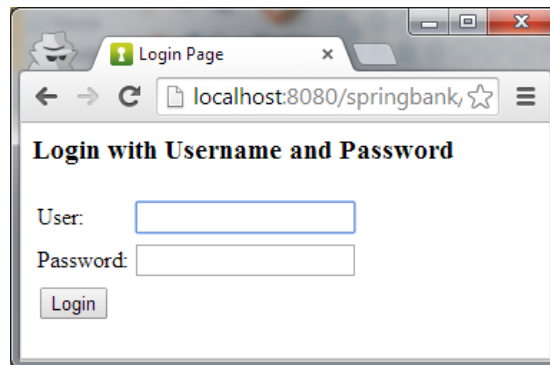 Login Page
localhost:8080/springbank/
Login with Username and Password
User:
Password:
Login